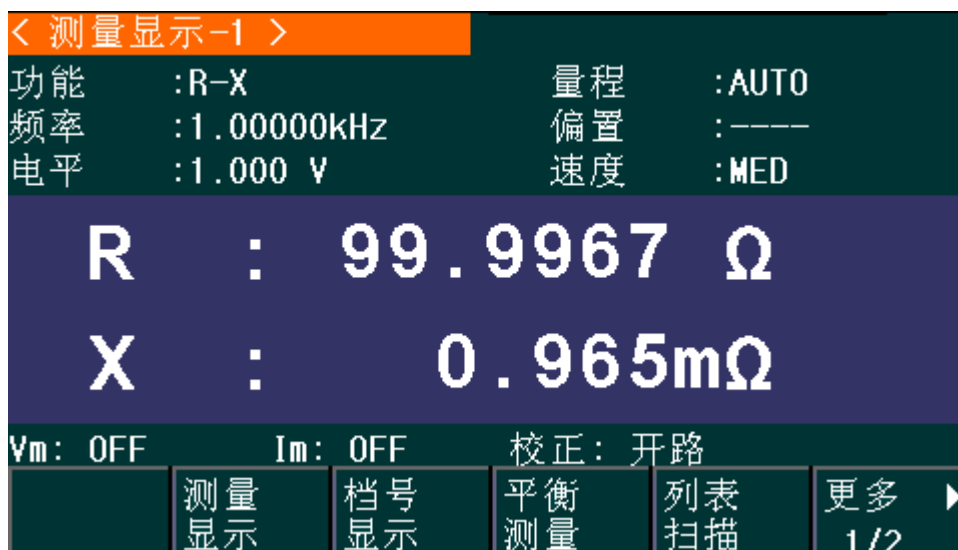 < 测量显示-1 >
功能 :R-X 量程 :AUTO
频率 :1.00000kHz 偏置 :----
电平 :1.000 V 速度 :MED
R : 99.9967 Ω
X : 0.965mΩ
Vm: OFF Im: OFF 校正: 开路
测量 档号 平衡 列表 更多
显示 显示 测量 扫描 1/2